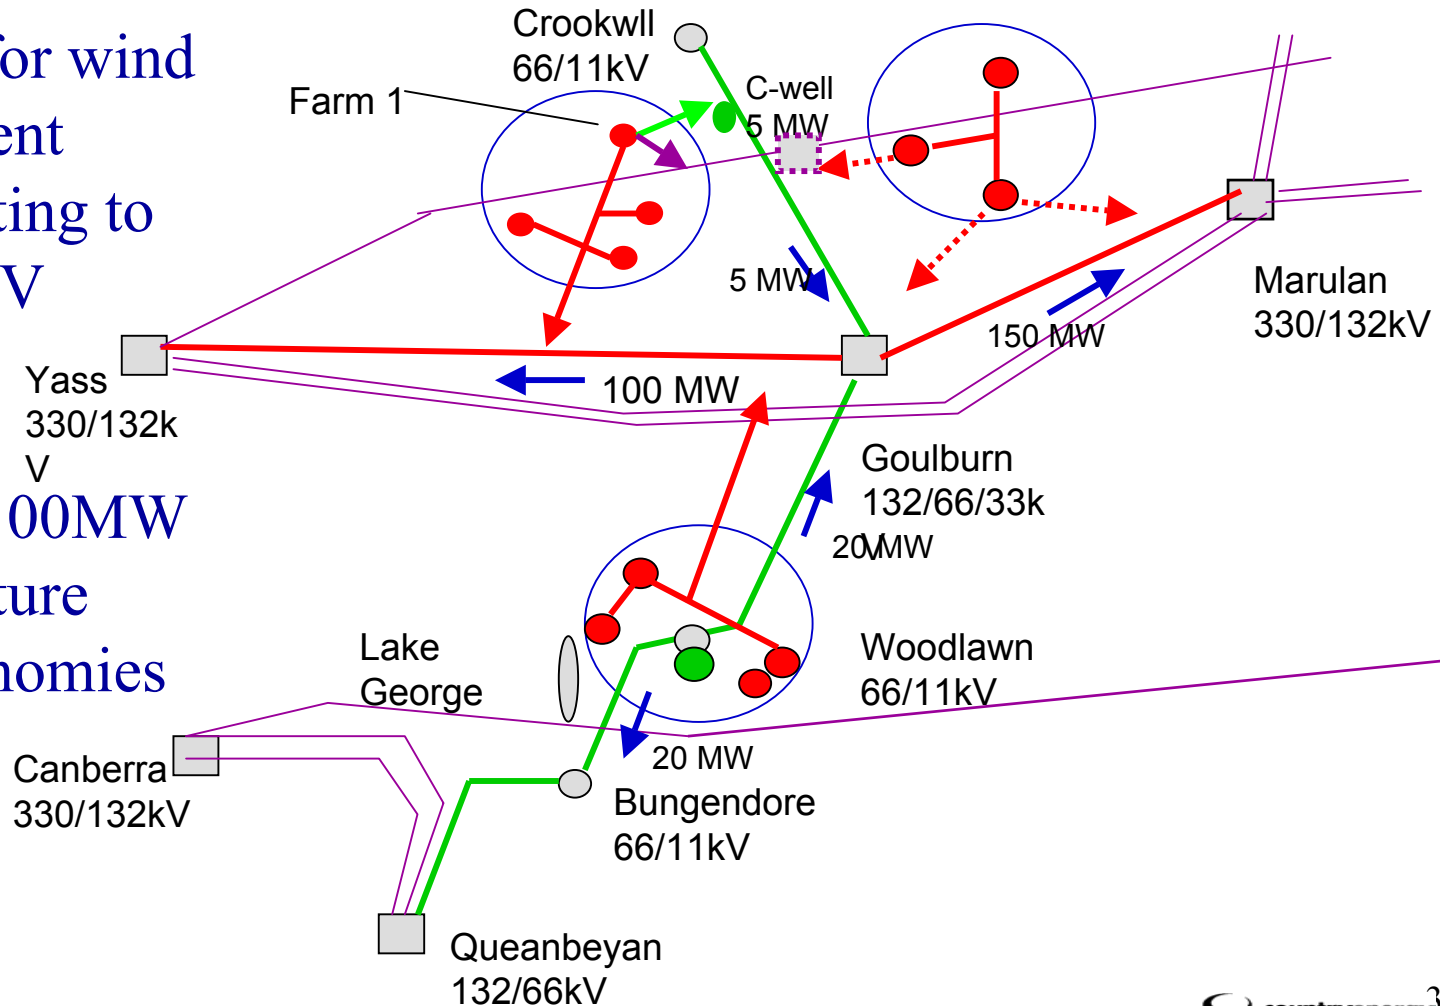 for wind
ent
ting to
V
00MW
ture
nomies
Crookwll
66/11kV
Farm 1
C-well
5 MW
5 MW
Marulan
330/132kV
150 MW
Yass
330/132k
V
100 MW
Goulburn
132/66/33k
V
20 MW
Lake
George
Woodlawn
66/11kV
20 MW
Canberra
330/132kV
Bungendore
66/11kV
Queanbeyan
132/66kV